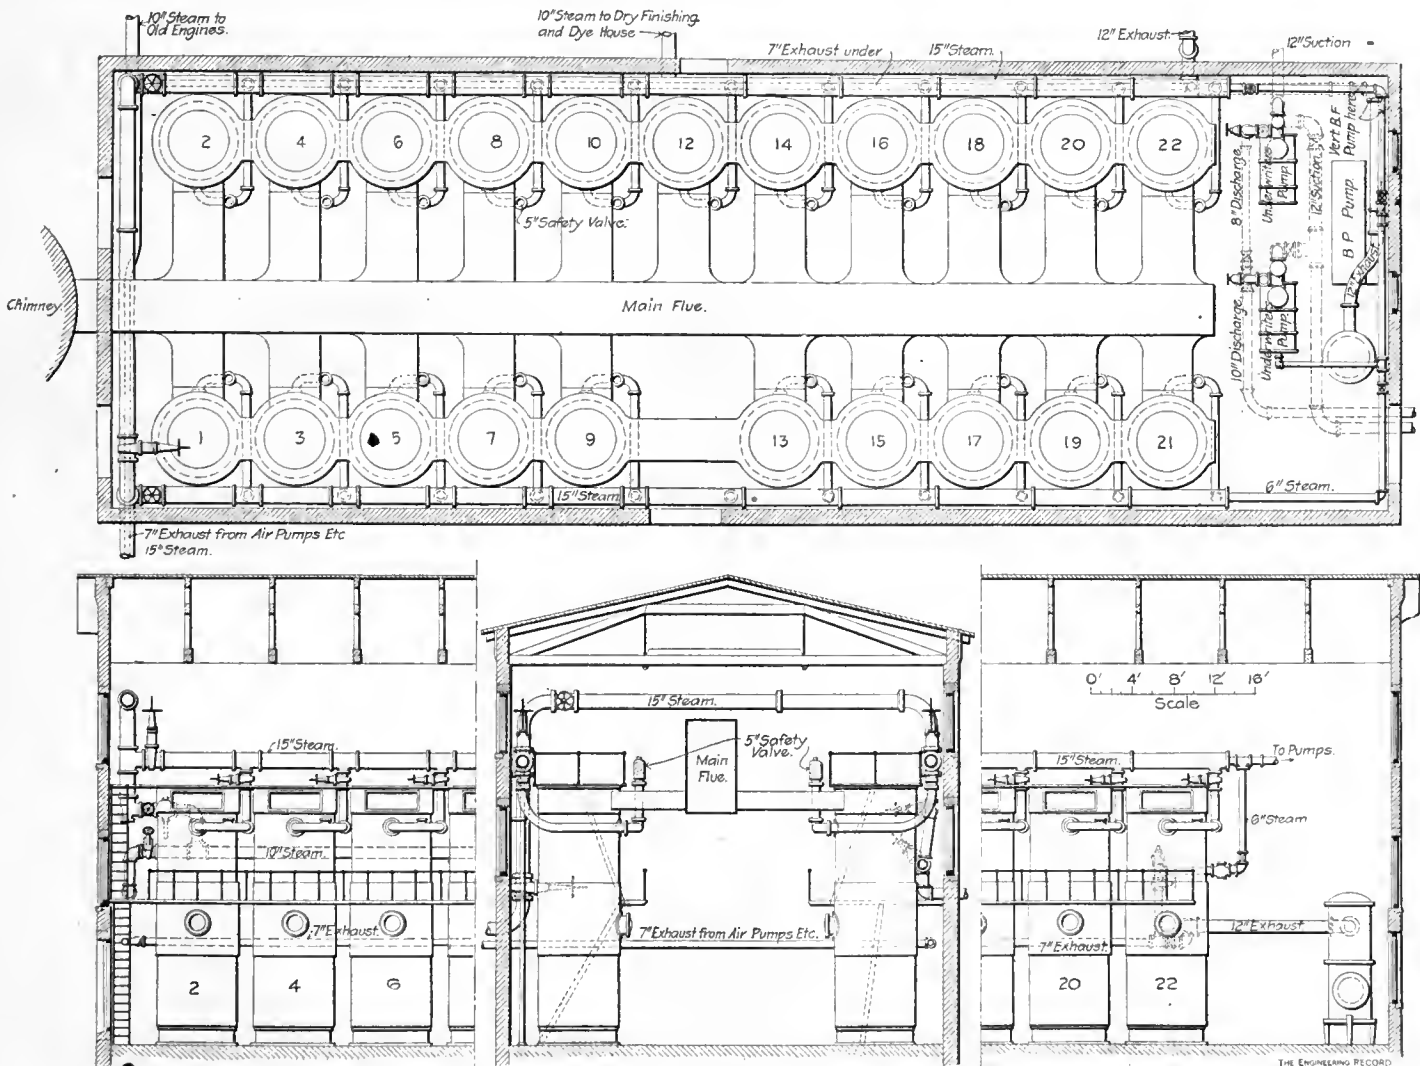 10" Steam to
Old Engines.
10" Steam to Dry Finishing
and Dye House
7" Exhaust under
15" Steam.
12" Exhaust
12" Suction
2 4 6 8 10 12 14 16 18 20 22
5" Safety Valve.
8" Discharge.
Underwriters
Pump.
12" Suction.
Vert. B.F.
Pump here
B P Pump.
12" Exhaust.
Chimney.
Main Flue.
10" Discharge.
Underwriters
Pump.
1 3 5 7 9 13 15 17 19 21
15" Steam.
6" Steam.
7" Exhaust from Air Pumps Etc
15" Steam.
15" Steam.
10" Steam.
7" Exhaust.
2 4 6
15" Steam.
5" Safety
Valve.
Main
Flue.
7" Exhaust from Air Pumps Etc.
0' 4' 8' 12' 16'
Scale
15" Steam.
To Pumps.
6" Steam
12" Exhaust.
7" Exhaust.
20 22
THE ENGINEERING RECORD